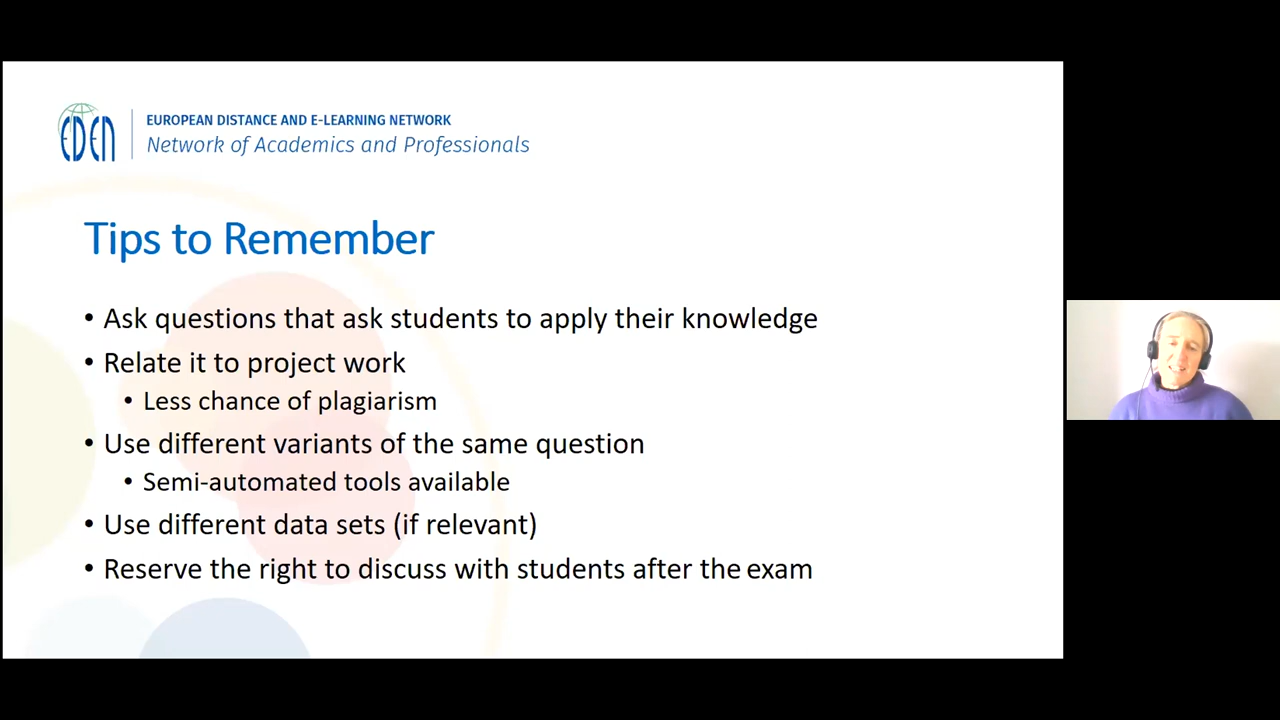 EDEN
EUROPEAN DISTANCE AND E-LEARNING NETWORK
Network of Academics and Professionals
Tips to Remember
• Ask questions that ask students to apply their knowledge
• Relate it to project work
• Less chance of plagiarism
• Use different variants of the same question
• Semi-automated tools available
• Use different data sets (if relevant)
• Reserve the right to discuss with students after the exam